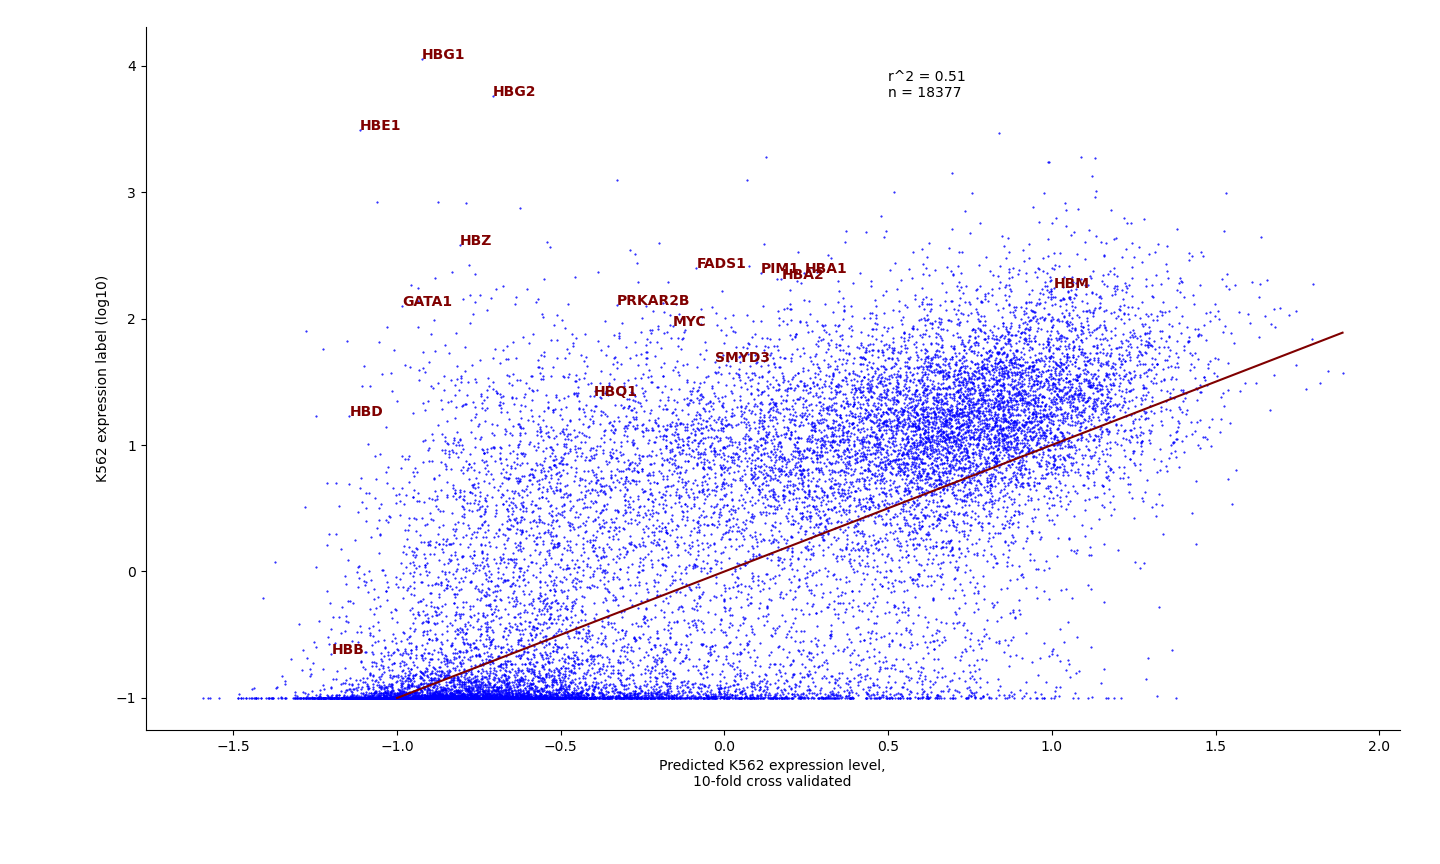 HBG1
r^2 = 0.51
n = 18377
HBG2
HBE1
HBZ
FADS1
PIM1
HBA1
HBA2
HBM
GATA1
PRKAR2B
MYC
SMYD3
HBQ1
HBD
HBB
K562 expression label (log10)
4
3
2
1
0
−1
−1.5
−1.0
−0.5
0.0
0.5
1.0
1.5
2.0
Predicted K562 expression level,
10-fold cross validated